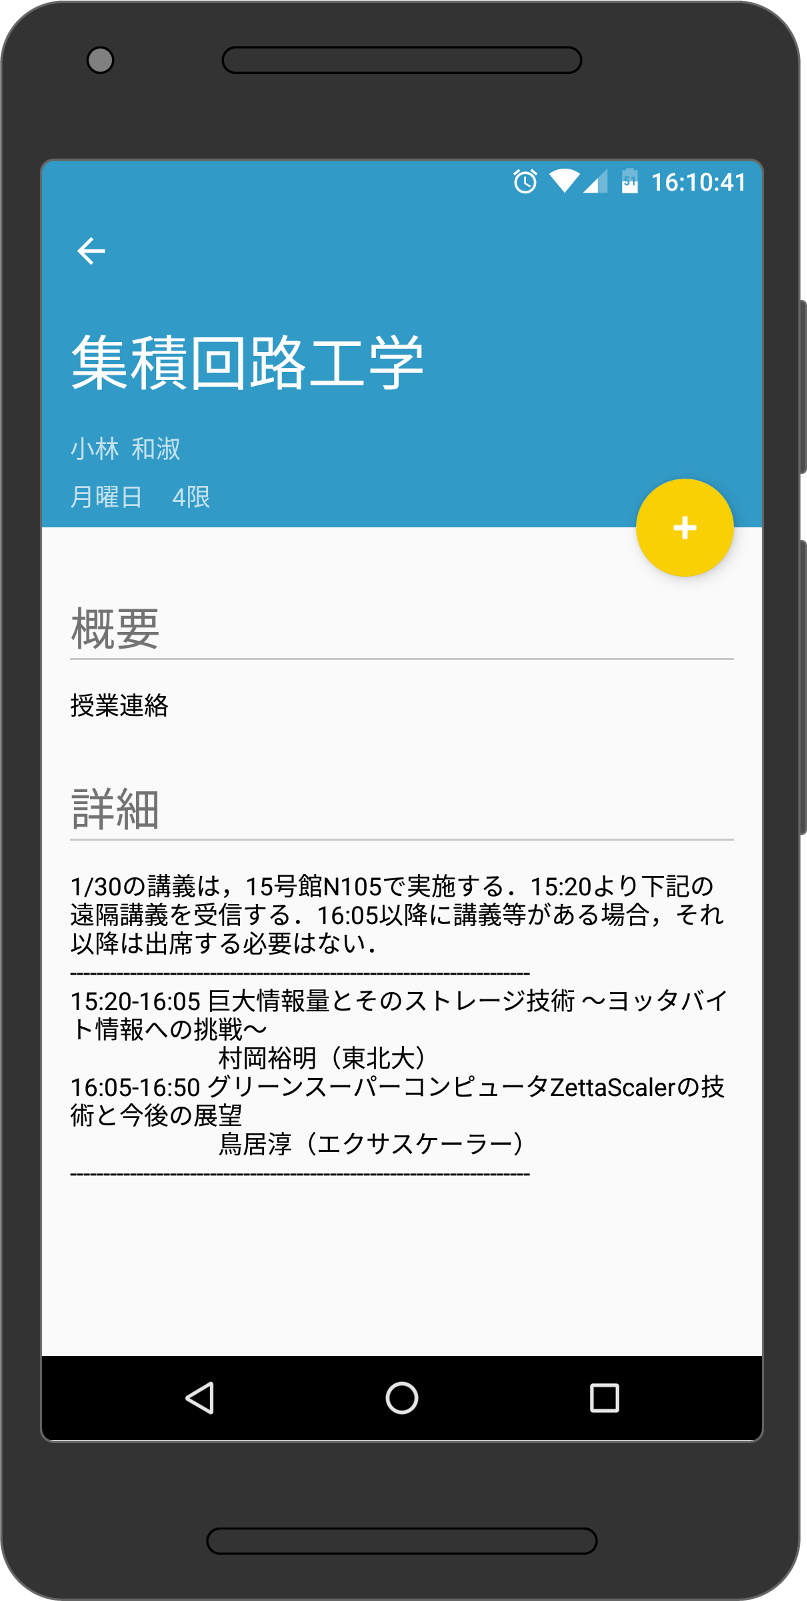 51 16:10:41
集積回路工学
小林 和淑
月曜日 4限
+
概要
授業連絡
詳細
1/30の講義は，15号館N105で実施する．15:20より下記の
遠隔講義を受信する．16:05以降に講義等がある場合，それ
以降は出席する必要はない．
----------------------------------------------------------------------
15:20-16:05 巨大情報量とそのストレージ技術 〜ヨッタバイ
ト情報への挑戦〜
村岡裕明（東北大）
16:05-16:50 グリーンスーパーコンピュータZettaScalerの技
術と今後の展望
鳥居淳（エクサスケーラー）
----------------------------------------------------------------------